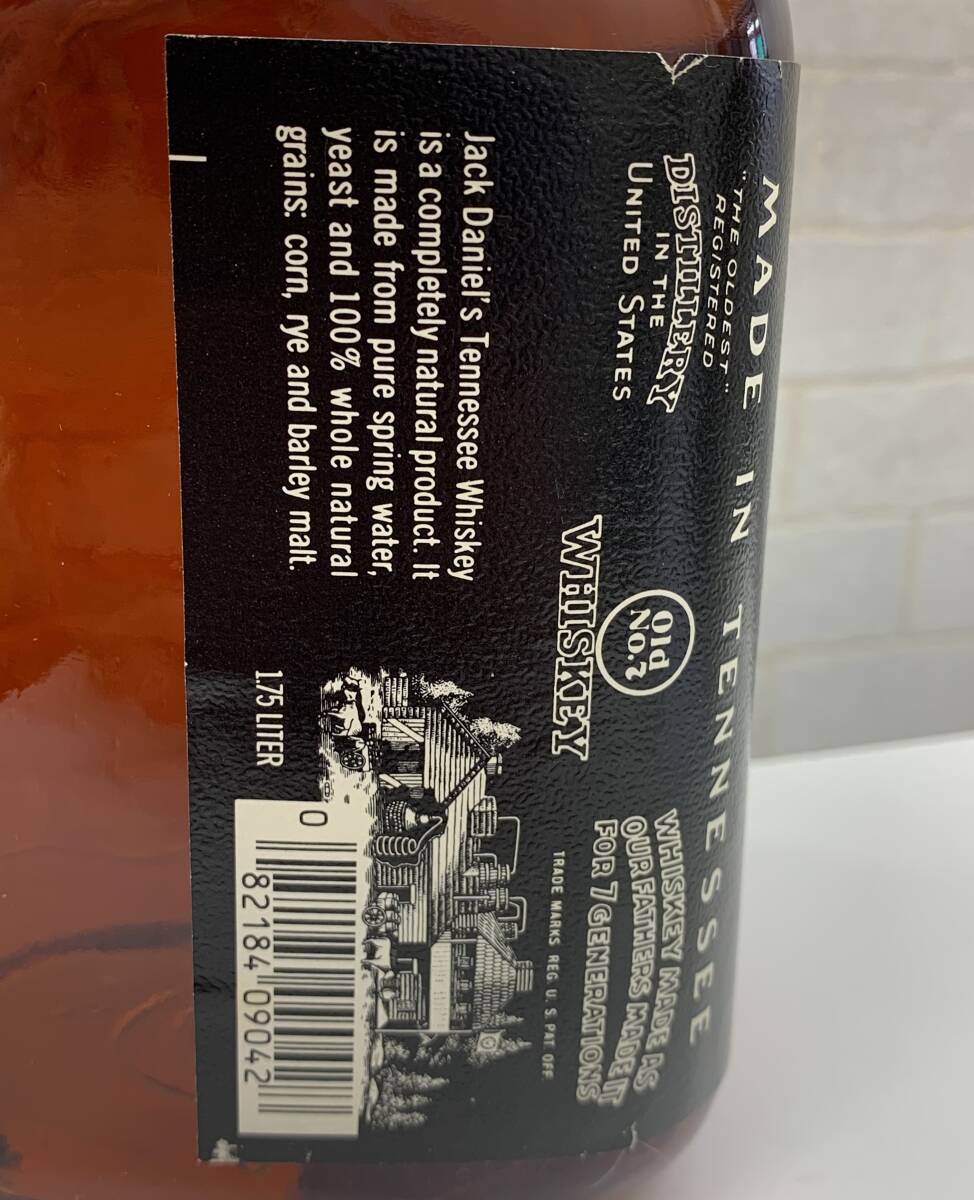 MADE IN TENNESSEE
"THE OLDEST"
REGISTERED
DISTILLERY
IN THE
UNITED STATES
Old
No.7
WHISKEY
WHISKEY MADE AS
OUR FATHERS MADE IT
FOR 7 GENERATIONS
TRADE MARKS REG. U. S. PAT. OFF.
Jack Daniel's Tennessee Whiskey
is a completely natural product. It
is made from pure spring water,
yeast and 100% whole natural
grains: corn, rye and barley malt.
1.75 LITER
0 82184 09042